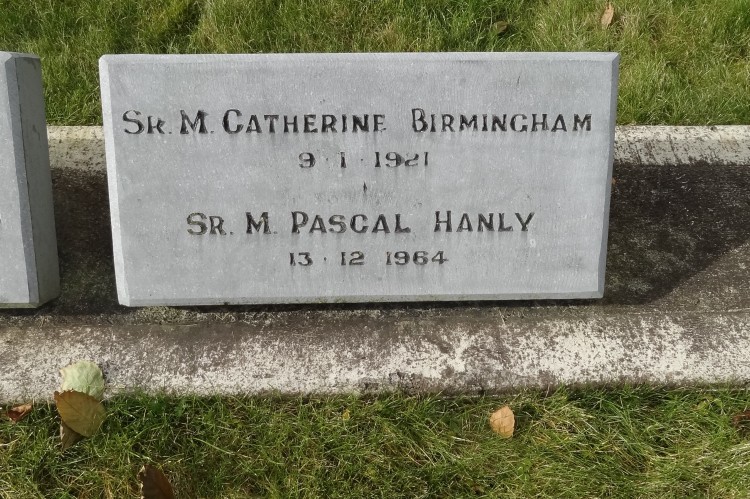 Sr. M. Catherine Birmingham
9 · 1 · 1921
Sr. M. Pascal Hanly
13 · 12 · 1964